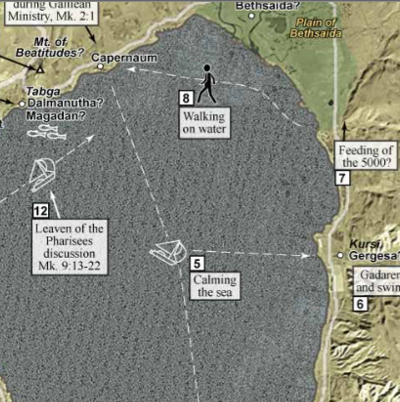 during Galilean
Ministry, Mk. 2:1
Bethsaida?
Plain of
Bethsaida
Mt. of
Beatitudes?
Capernaum
Tabga
Dalmanutha?
Magadan?
8
Walking
on water
Feeding of
the 5000?
7
12
Leaven of the
Pharisees
discussion
Mk. 9:13-22
5
Calming
the sea
Kursi,
Gergesa?
Gadaren
and swin
6